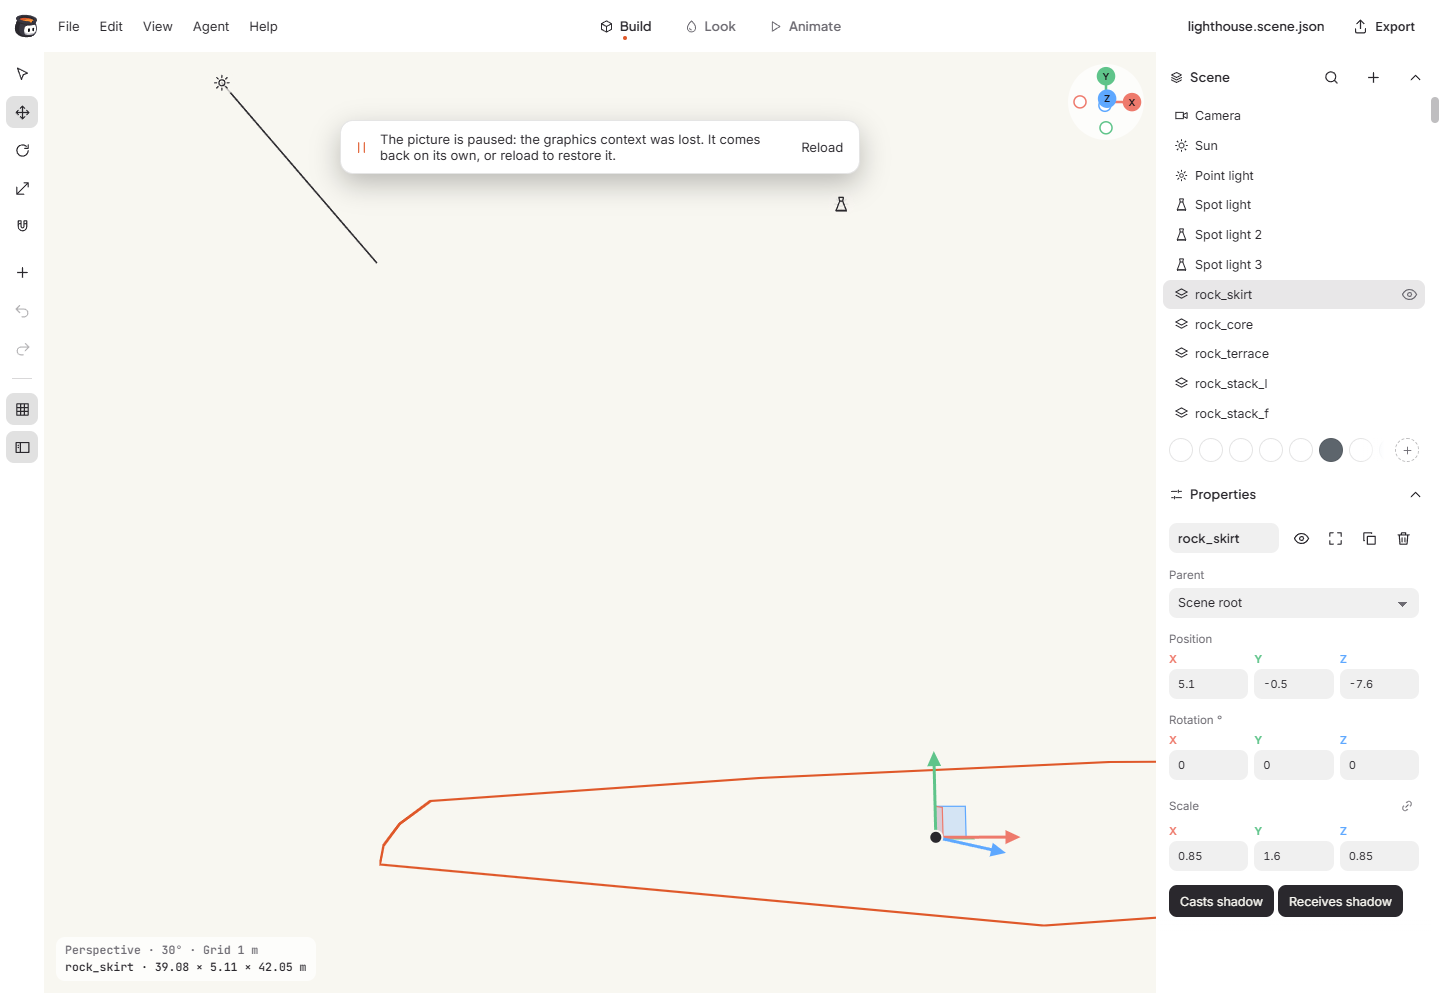 File Edit View Agent Help
Build Look Animate
lighthouse.scene.json Export
The picture is paused: the graphics context was lost. It comes
back on its own, or reload to restore it.
Reload
Y
Z X
Scene
Camera
Sun
Point light
Spot light
Spot light 2
Spot light 3
rock_skirt
rock_core
rock_terrace
rock_stack_l
rock_stack_f
Properties
rock_skirt
Parent
Scene root
Position
X Y Z
5.1 -0.5 -7.6
Rotation °
X Y Z
0 0 0
Scale
X Y Z
0.85 1.6 0.85
Casts shadow Receives shadow
Perspective · 30° · Grid 1 m
rock_skirt · 39.08 × 5.11 × 42.05 m